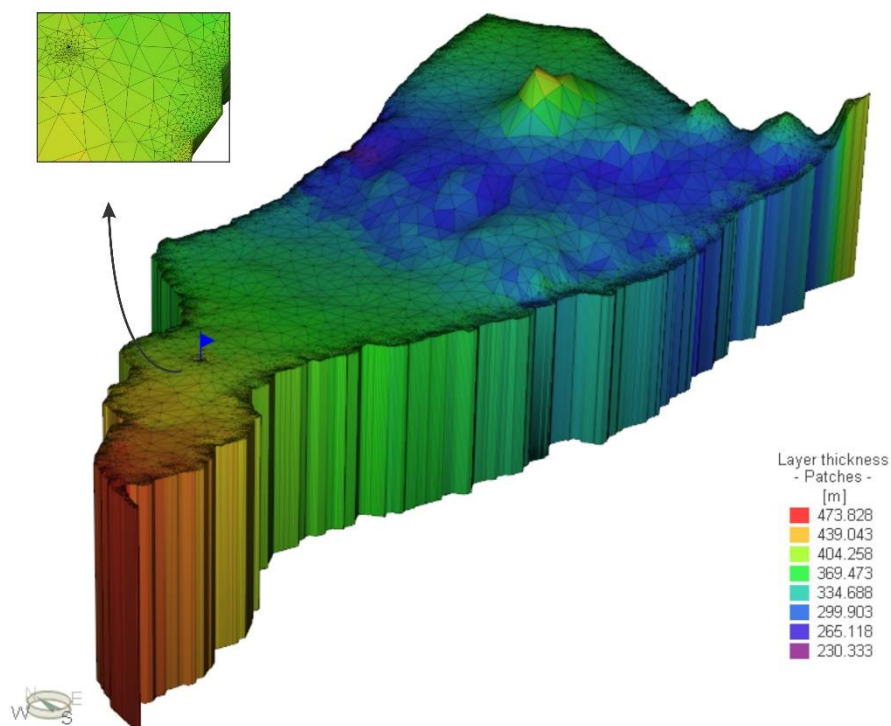 Layer thickness
- Patches -
[m]
473.828
439.043
404.258
369.473
334.688
299.903
265.118
230.333
N
E
W
S